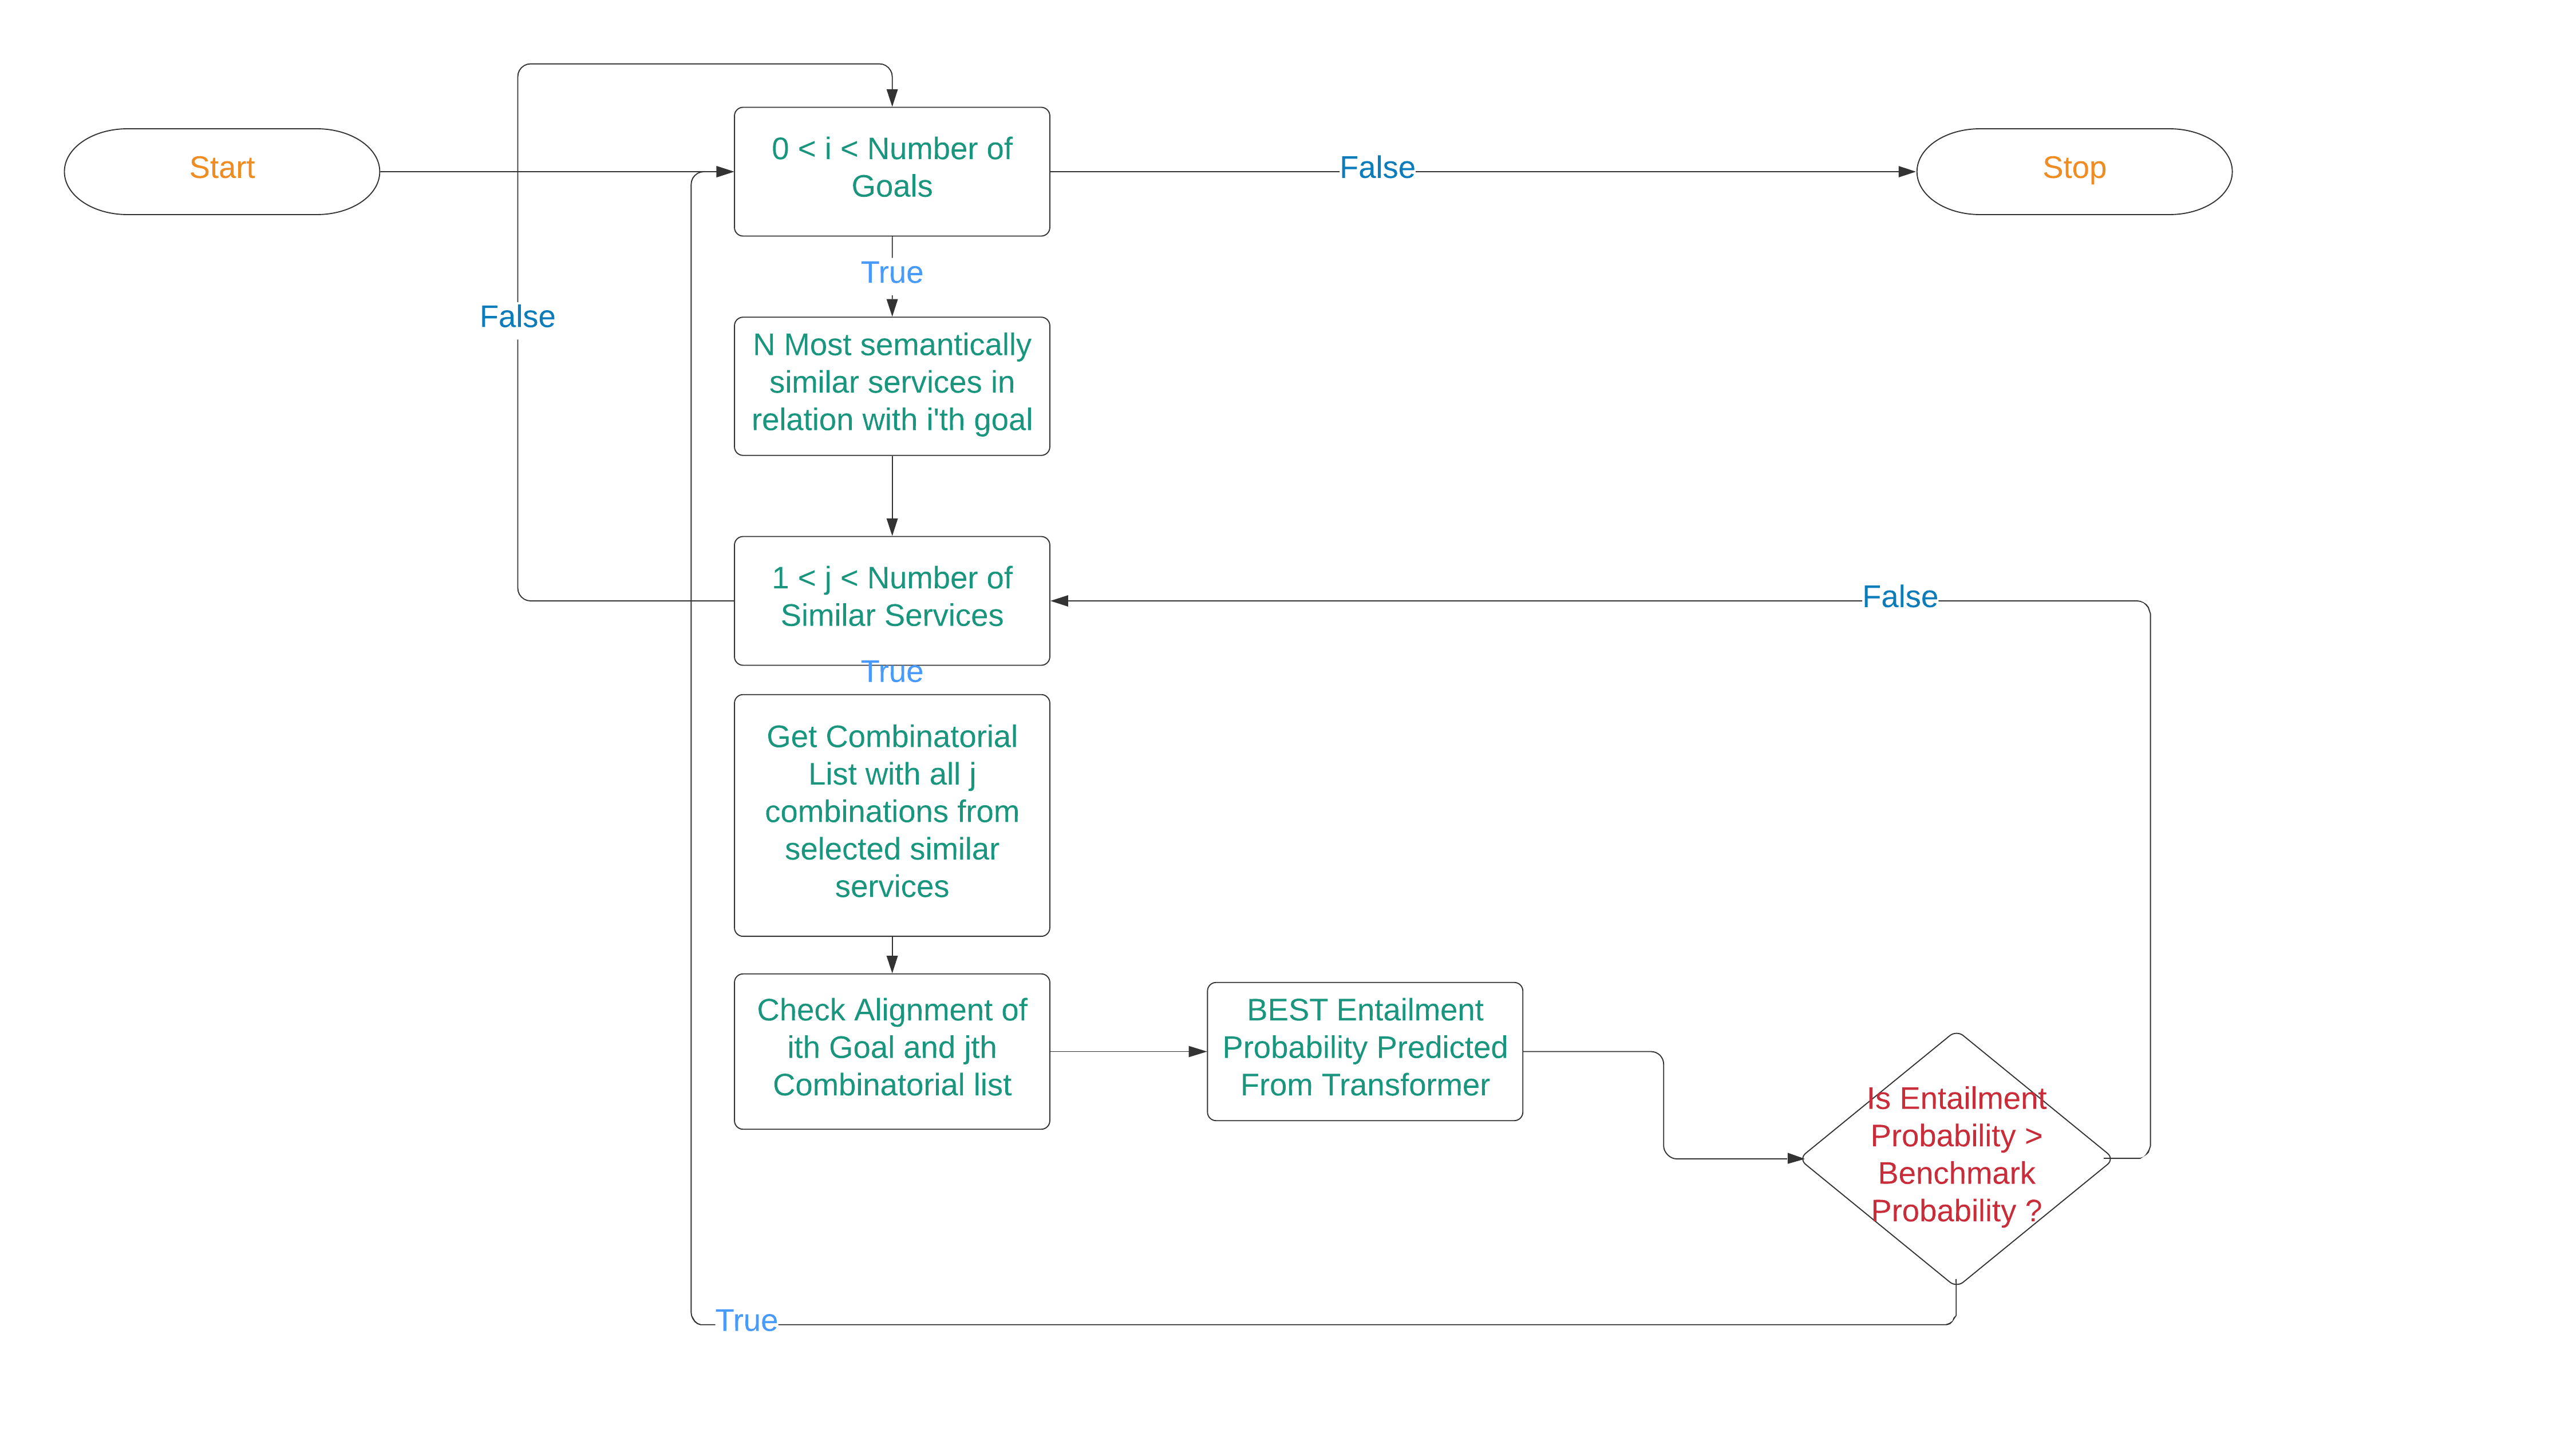 Start
0 < i < Number of
Goals
False
Stop
True
False
N Most semantically
similar services in
relation with i'th goal
1 < j < Number of
Similar Services
False
True
Get Combinatorial
List with all j
combinations from
selected similar
services
Check Alignment of
ith Goal and jth
Combinatorial list
BEST Entailment
Probability Predicted
From Transformer
Is Entailment
Probability >
Benchmark
Probability ?
True